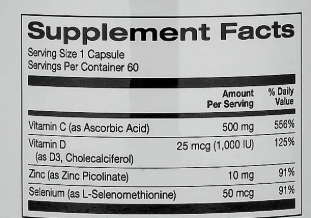 Supplement Facts
Serving Size 1 Capsule
Servings Per Container 60
Amount Per Serving % Daily Value
Vitamin C (as Ascorbic Acid) 500 mg 556%
Vitamin D 25 mcg (1,000 IU) 125%
(as D3, Cholecalciferol)
Zinc (as Zinc Picolinate) 10 mg 91%
Selenium (as L-Selenomethionine) 50 mcg 91%